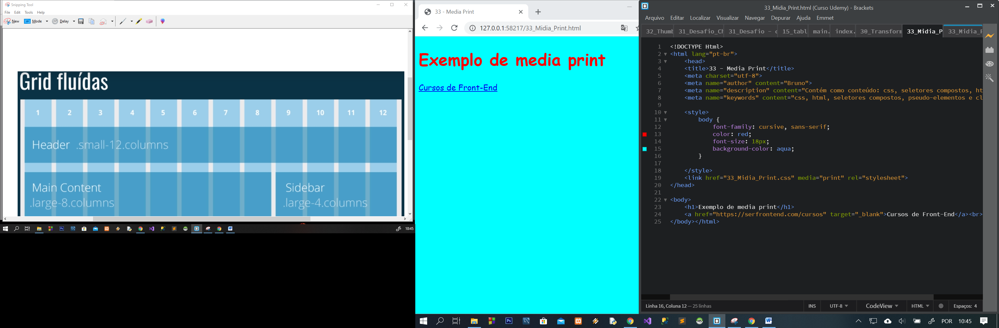 Snipping Tool
File Edit Tools Help
New Mode Delay
Grid fluídas
1 2 3 4 5 6 7 8 9 10 11 12
Header .small-12.columns
Main Content
.large-8.columns
Sidebar
.large-4.columns
10:45
33 - Media Print
127.0.0.1:58217/33_Midia_Print.html
Exemplo de media print
Cursos de Front-End
33_Midia_Print.html (Curso Udemy) - Brackets
Arquivo Editar Localizar Visualizar Navegar Depurar Ajuda Emmet
32_Thumb 31_Desafio_Ch 31_Desafio - c 15_tabl main. index. 30_Transform 33_Midia_P 33_Midia_P
1 <!DOCTYPE Html>
2 <html lang="pt-br">
3 <head>
4 <title>33 - Media Print</title>
5 <meta charset="utf-8">
6 <meta name="author" content="Bruno">
7 <meta name="description" content="Contém como conteúdo: css, seletores compostos, ht
8 <meta name="keywords" content="css, html, seletores compostos, pseudo-elementos e cl
9
10 <style>
11 body {
12 font-family: cursive, sans-serif;
13 color: red;
14 font-size: 18px;
15 background-color: aqua;
16 }
17
18 </style>
19 <link href="33_Midia_Print.css" media="print" rel="stylesheet">
20 </head>
21
22 <body>
23 <h1>Exemplo de media print</h1>
24 <a href="https://serfrontend.com/cursos" target="_blank">Cursos de Front-End</a><br>
25 </body></html>
Linha 16, Coluna 12 — 25 linhas INS UTF-8 CodeView HTML Espaços: 4
POR 10:45